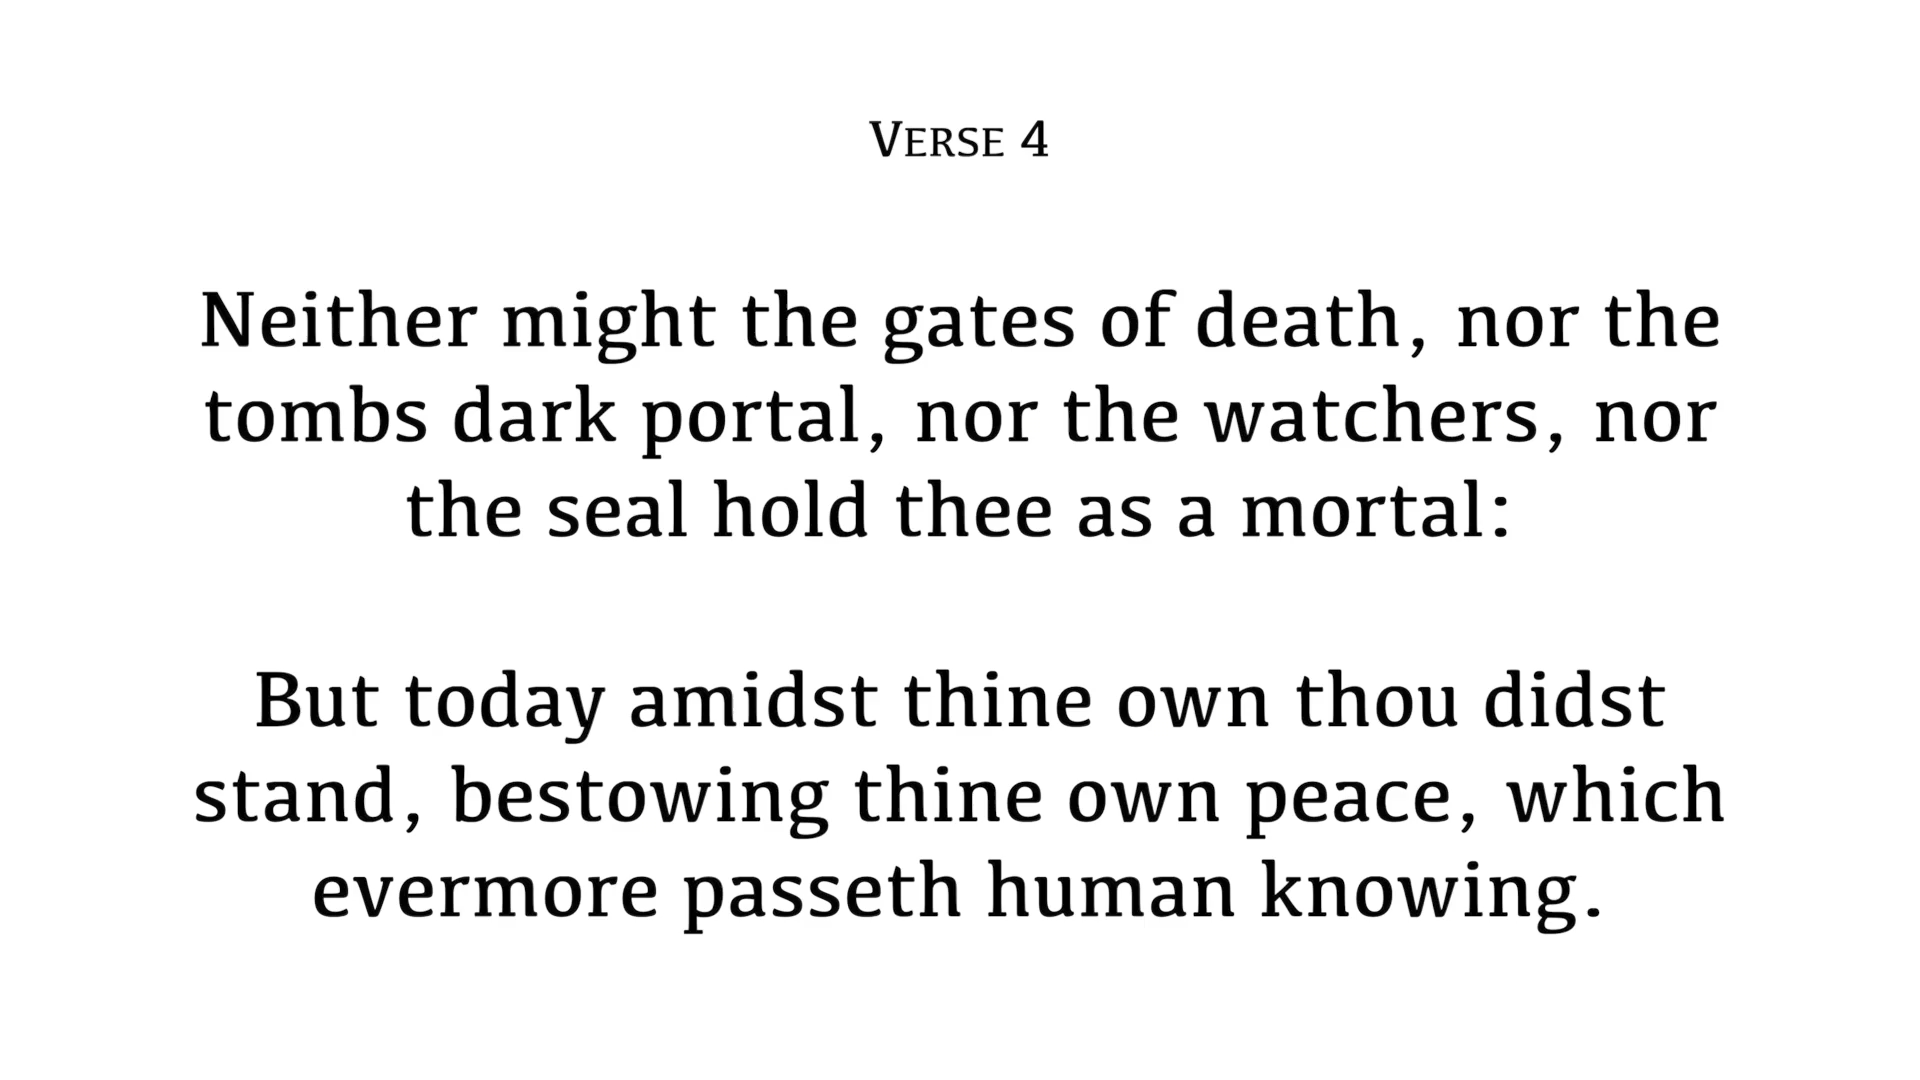 VERSE 4
Neither might the gates of death, nor the
tombs dark portal, nor the watchers, nor
the seal hold thee as a mortal:
But today amidst thine own thou didst
stand, bestowing thine own peace, which
evermore passeth human knowing.